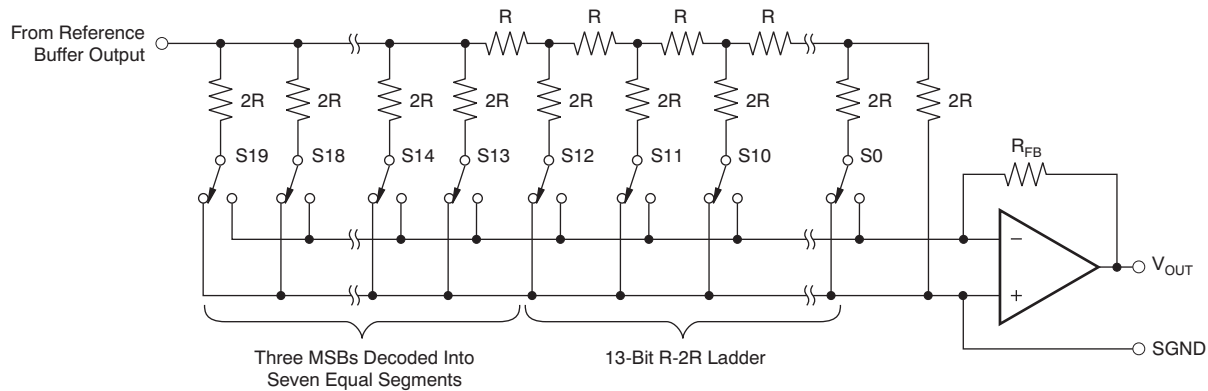 R R R R
From Reference
Buffer Output
2R 2R 2R 2R 2R 2R 2R 2R 2R
S19 S18 S14 S13 S12 S11 S10 S0
RFB
−
+
VOUT
SGND
Three MSBs Decoded Into
Seven Equal Segments
13-Bit R-2R Ladder